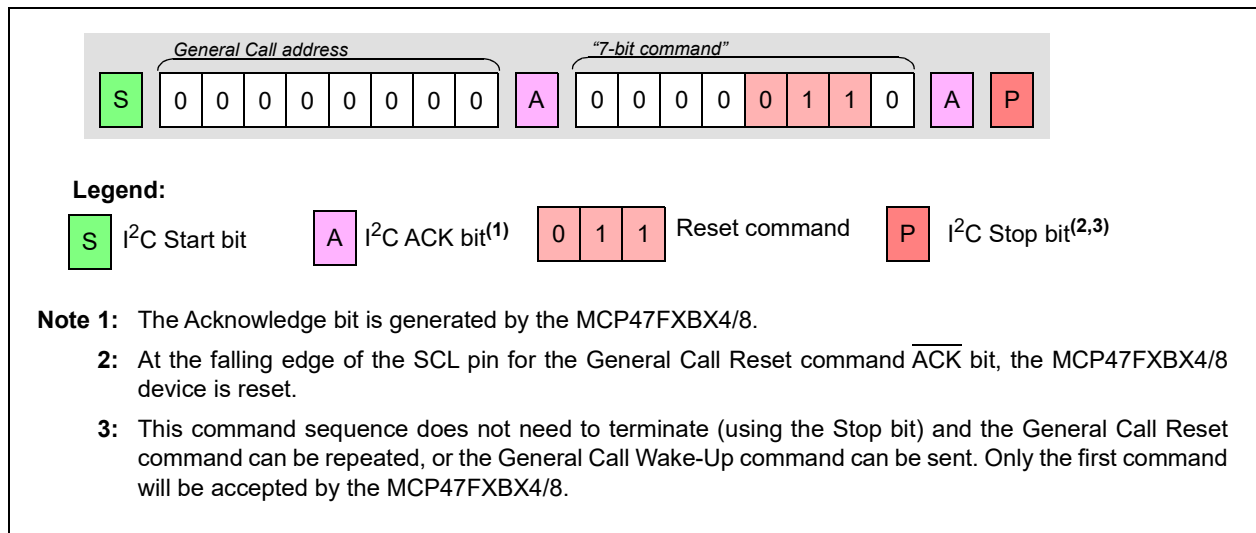 General Call address “7-bit command”
S 0 0 0 0 0 0 0 0 A 0 0 0 0 0 1 1 0 A P
Legend:
S I²C Start bit A I²C ACK bit(1) 0 1 1 Reset command P I²C Stop bit(2,3)
Note 1: The Acknowledge bit is generated by the MCP47FXBX4/8.
2: At the falling edge of the SCL pin for the General Call Reset command A̅C̅K̅ bit, the MCP47FXBX4/8
device is reset.
3: This command sequence does not need to terminate (using the Stop bit) and the General Call Reset
command can be repeated, or the General Call Wake-Up command can be sent. Only the first command
will be accepted by the MCP47FXBX4/8.